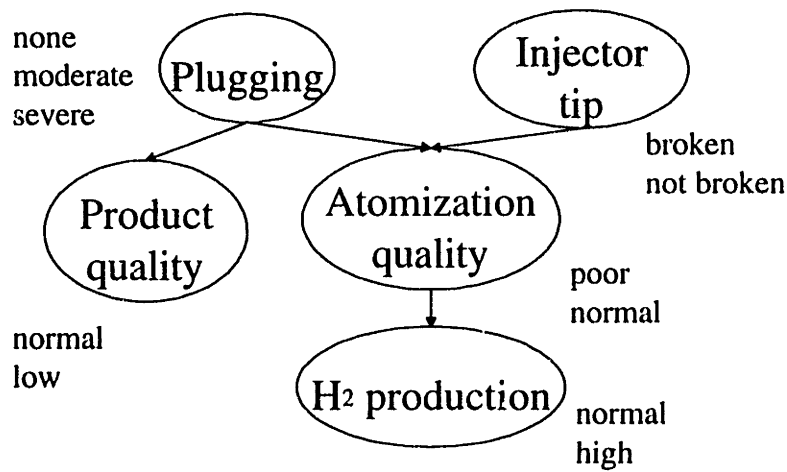 none
moderate
severe
Plugging
Injector
tip
broken
not broken
Product
quality
Atomization
quality
poor
normal
normal
low
H2 production
normal
high